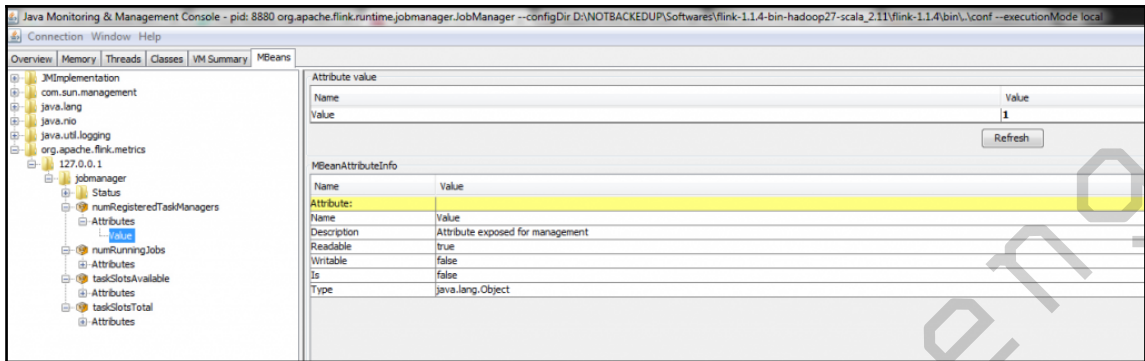 Java Monitoring & Management Console - pid: 8880 org.apache.flink.runtime.jobmanager.JobManager --configDir D:\NOTBACKEDUP\Softwares\flink-1.1.4-bin-hadoop27-scala_2.11\flink-1.1.4\bin\..\conf --executionMode local
Connection Window Help
Overview Memory Threads Classes VM Summary MBeans
JMImplementation
com.sun.management
java.lang
java.nio
java.util.logging
org.apache.flink.metrics
127.0.0.1
jobmanager
Status
numRegisteredTaskManagers
Attributes
Value
numRunningJobs
Attributes
taskSlotsAvailable
Attributes
taskSlotsTotal
Attributes
Attribute value
Name Value
Value 1
Refresh
MBeanAttributeInfo
Name Value
Attribute:
Name Value
Description Attribute exposed for management
Readable true
Writable false
Is false
Type java.lang.Object